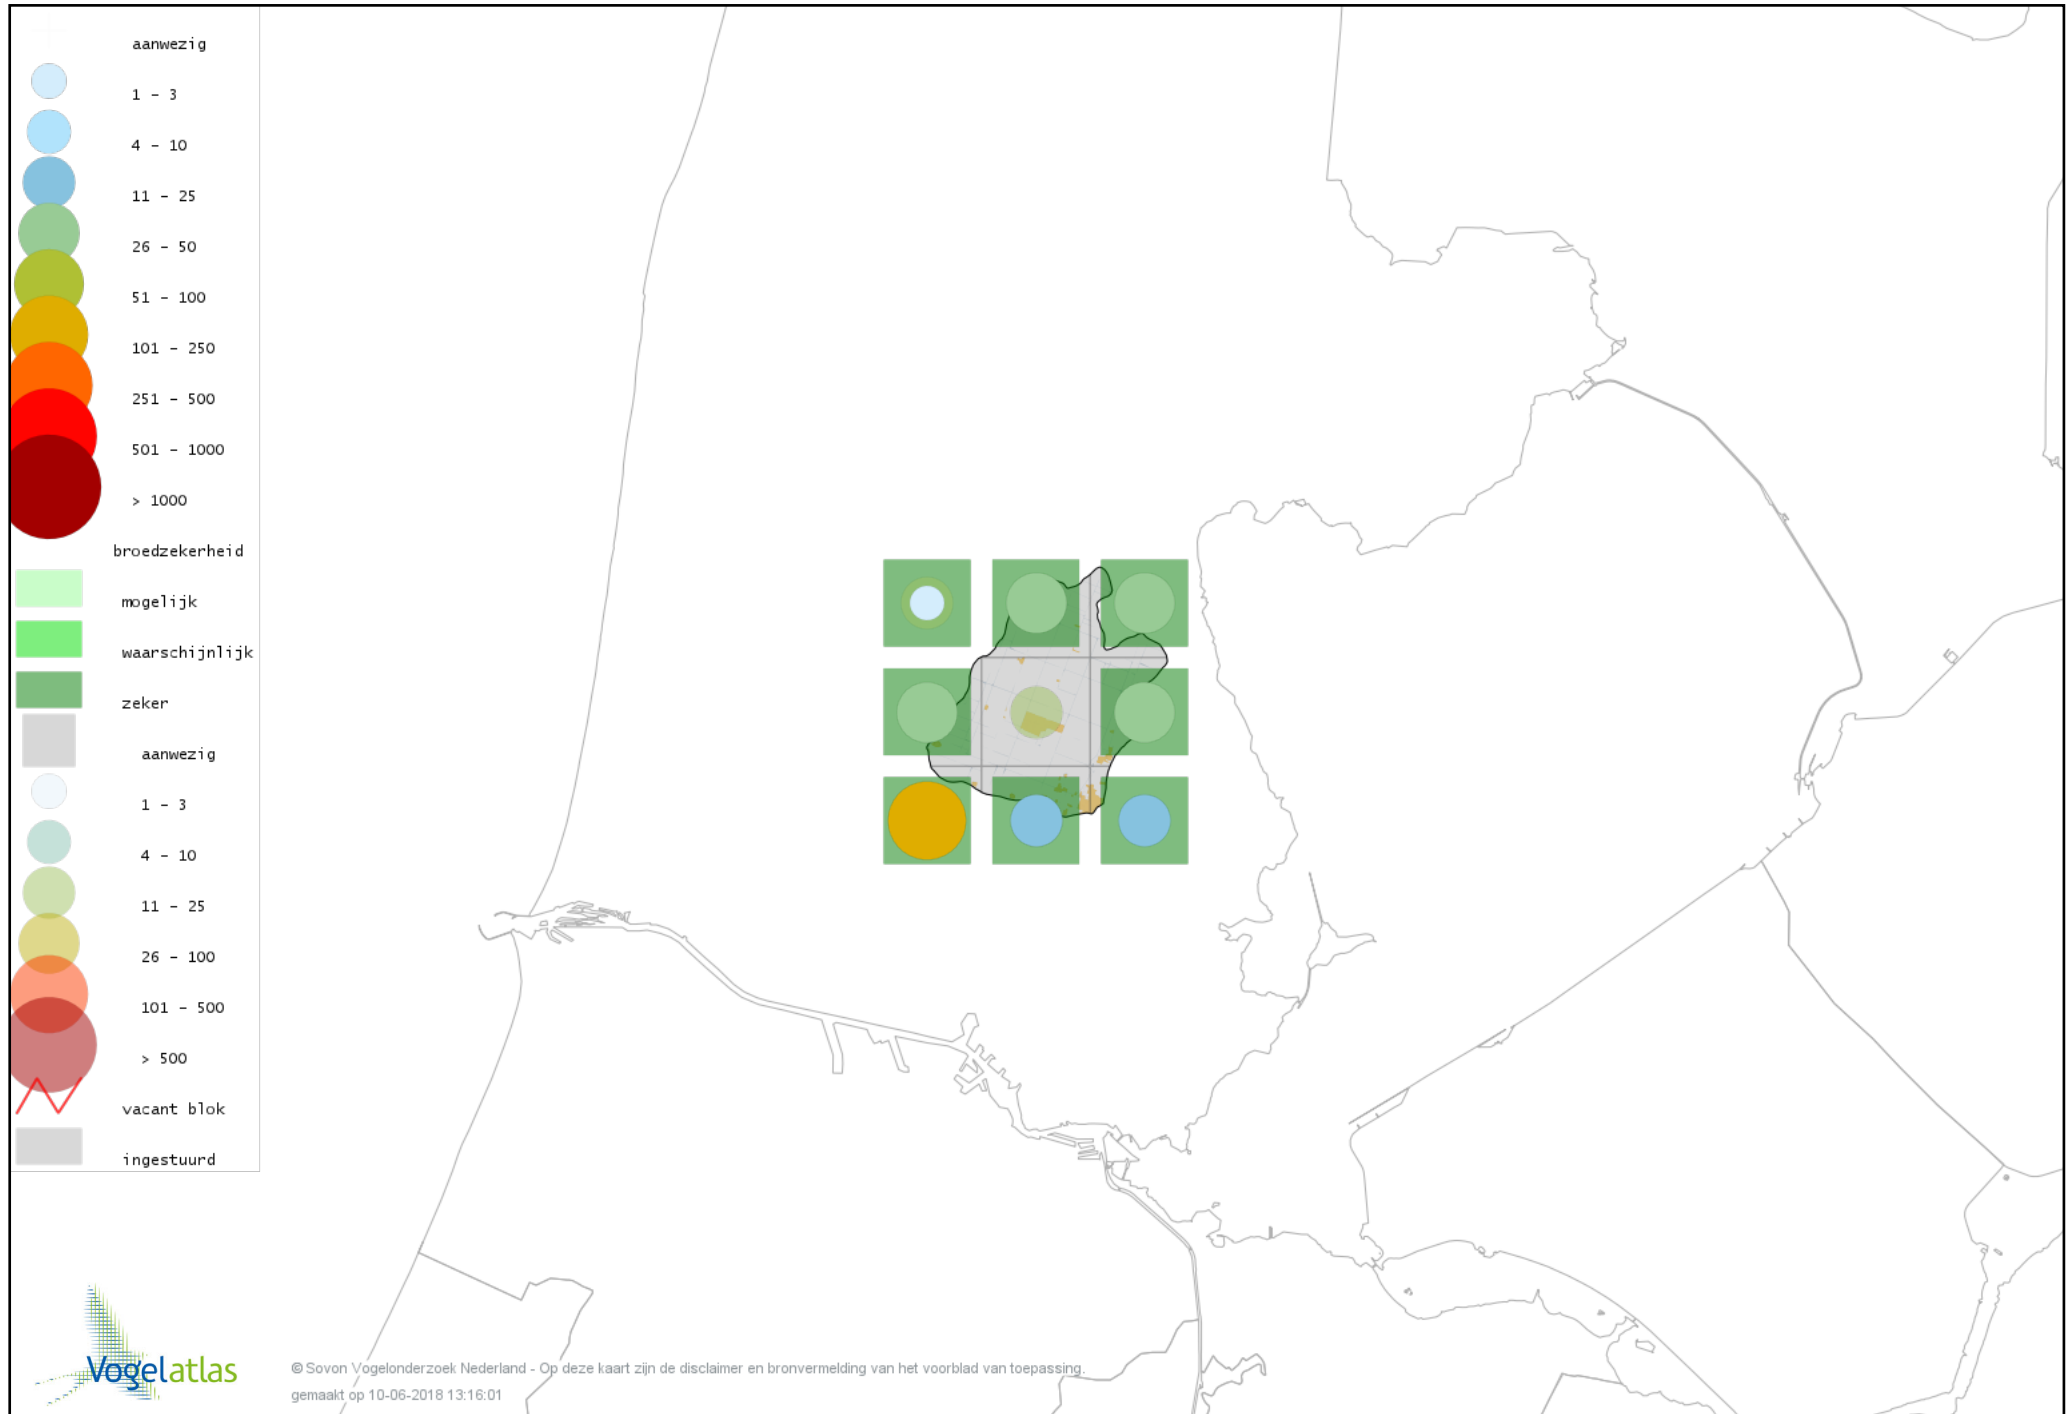 aanwezig
1 - 3
4 - 10
11 - 25
26 - 50
51 - 100
101 - 250
251 - 500
501 - 1000
> 1000
broedzekerheid
mogelijk
waarschijnlijk
zeker
aanwezig
1 - 3
4 - 10
11 - 25
26 - 100
101 - 500
> 500
vacant blok
ingestuurd
Vogelatlas
© Sovon Vogelonderzoek Nederland - Op deze kaart zijn de disclaimer en bronvermelding van het voorblad van toepassing.
gemaakt op 10-06-2018 13:16:01